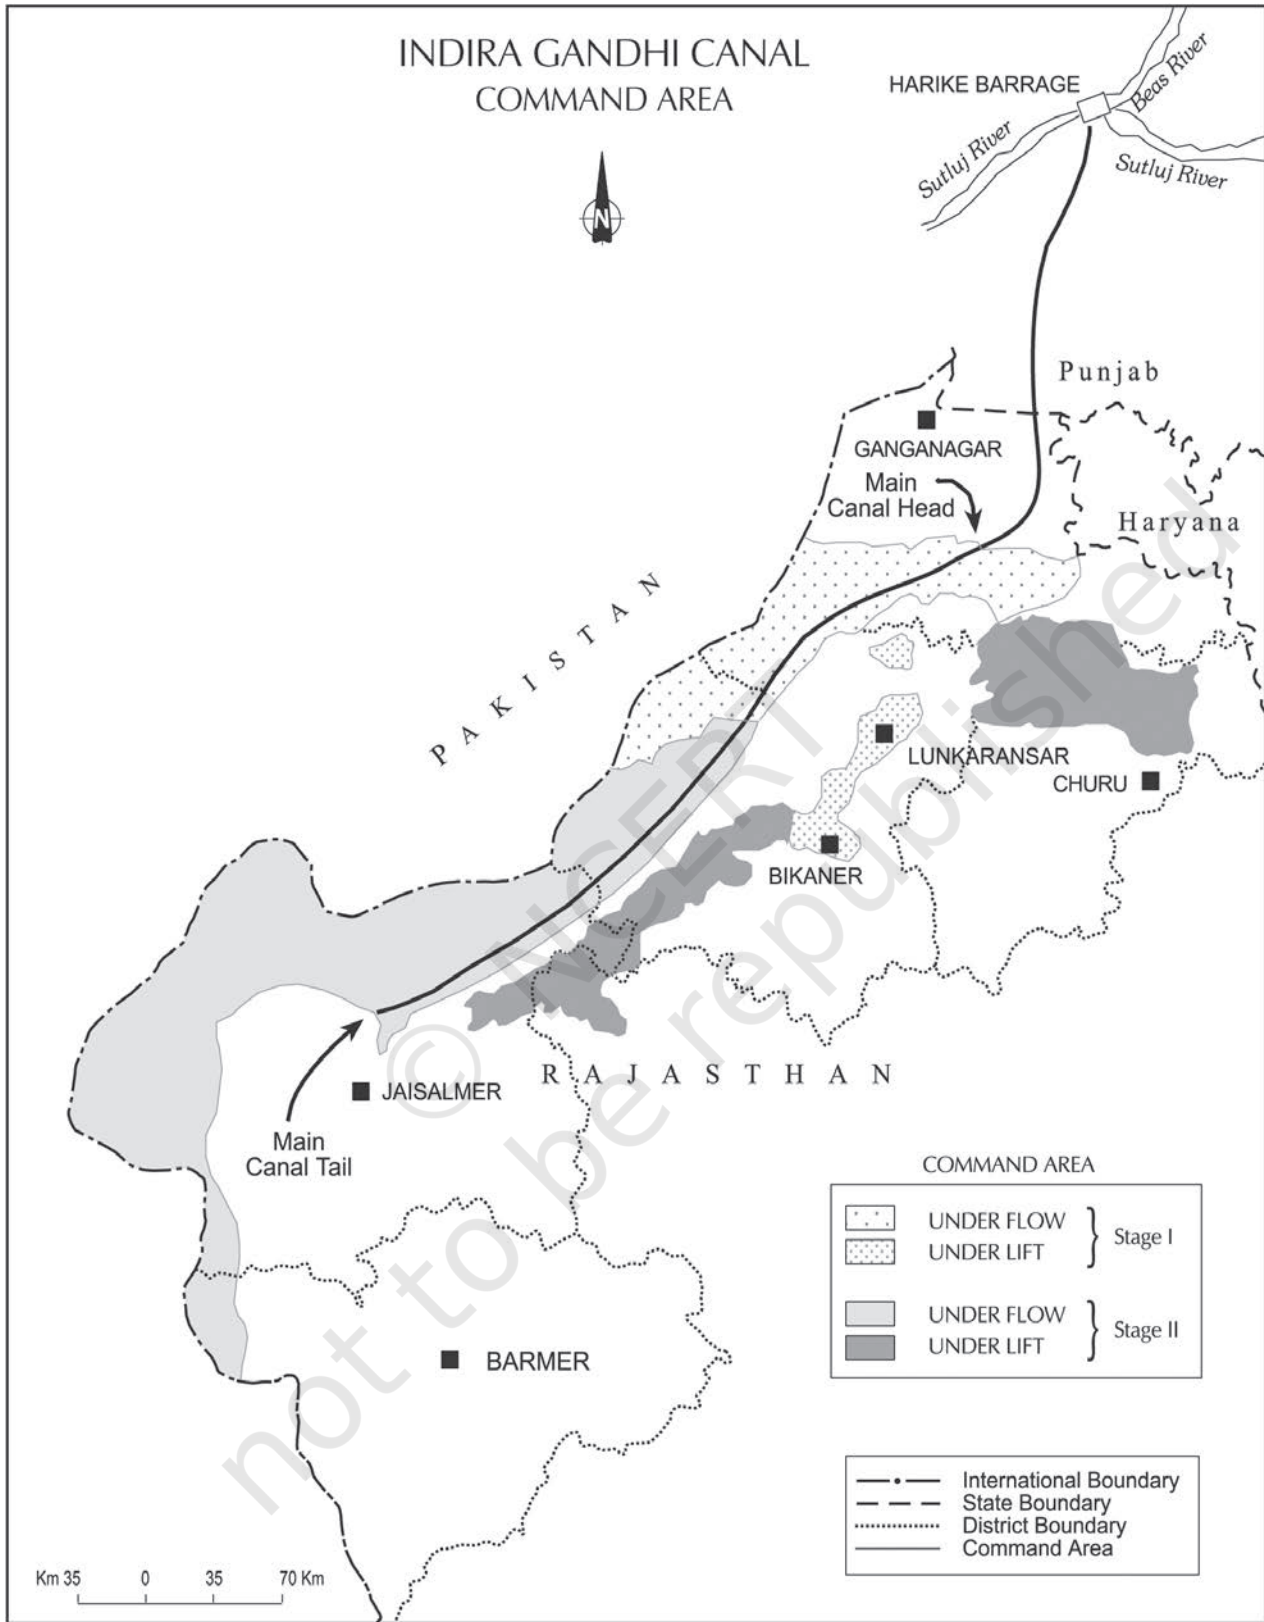 INDIRA GANDHI CANAL
COMMAND AREA
HARIKE BARRAGE
Beas River
Sutluj River
Sutluj River
N
Punjab
GANGANAGAR
Main
Canal Head
Haryana
PAKISTAN
LUNKARANSAR
CHURU
BIKANER
RAJASTHAN
JAISALMER
Main
Canal Tail
BARMER
COMMAND AREA
UNDER FLOW
UNDER LIFT
Stage I
UNDER FLOW
UNDER LIFT
Stage II
International Boundary
State Boundary
District Boundary
Command Area
Km 35 0 35 70 Km
© NCERT
not to be republished